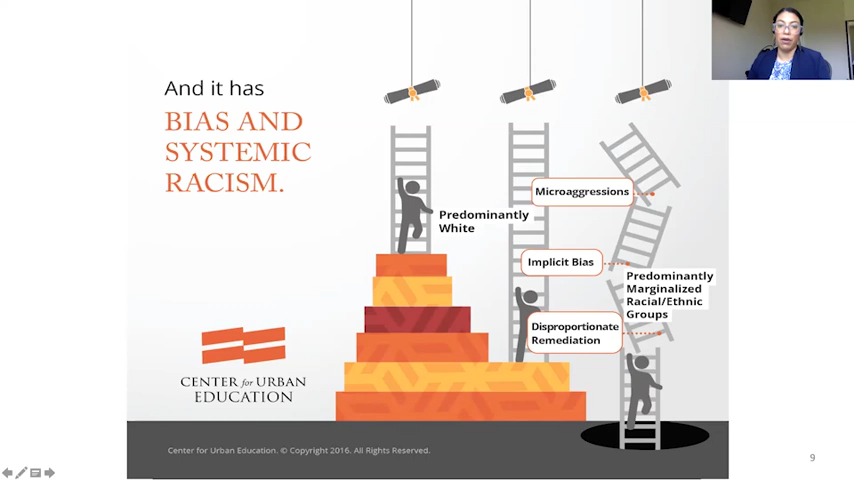 And it has
BIAS AND
SYSTEMIC
RACISM.
Microaggressions
Predominantly
White
Implicit Bias
Predominantly
Marginalized
Racial/Ethnic
Groups
Disproportionate
Remediation
CENTER for URBAN
EDUCATION
Center for Urban Education. © Copyright 2016. All Rights Reserved.
9